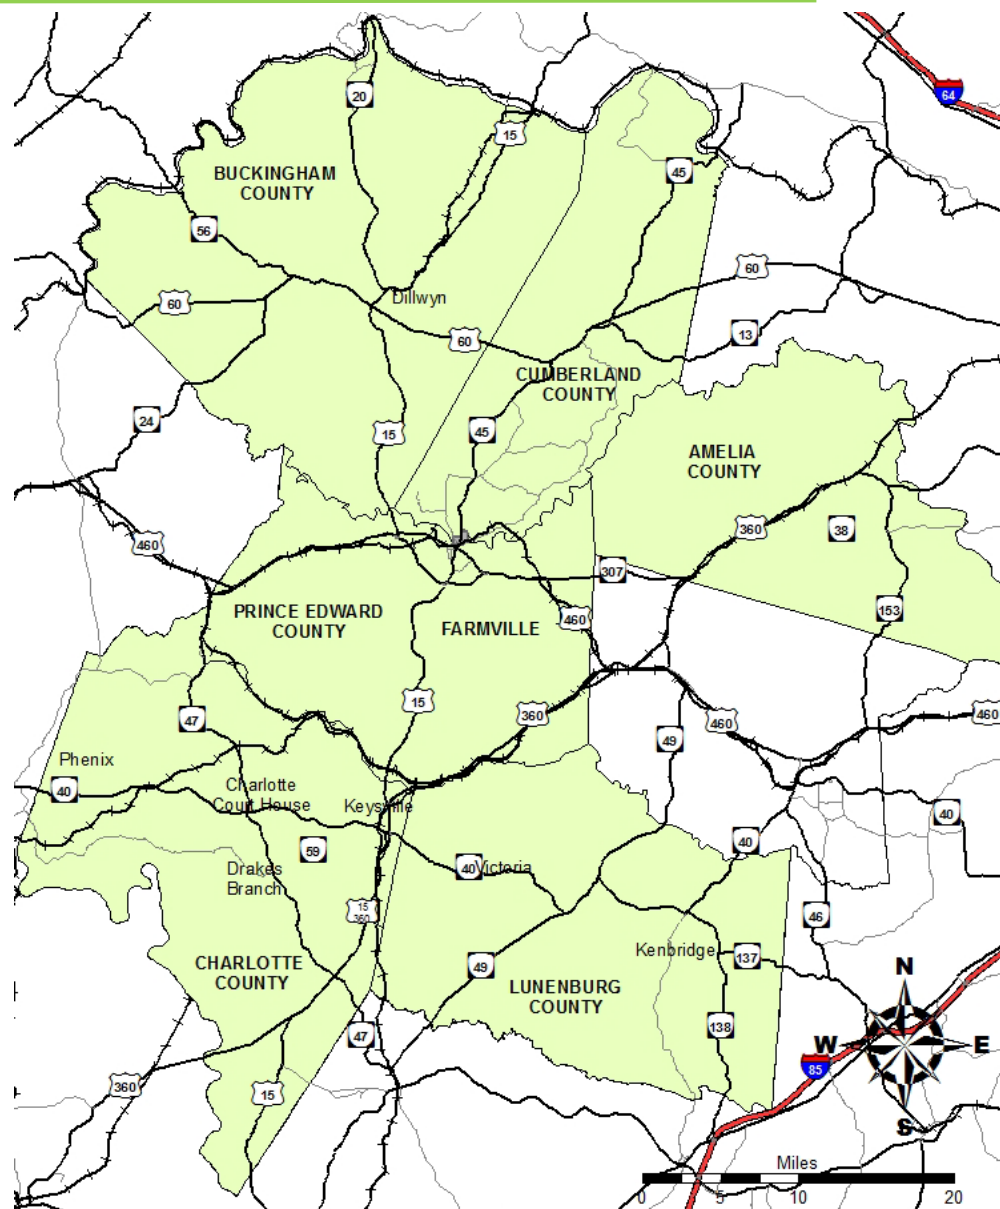 64
20
15
BUCKINGHAM
COUNTY
45
56
60
60
Dillwyn
13
60
CUMBERLAND
COUNTY
24
15
45
AMELIA
COUNTY
360
38
460
307
153
PRINCE EDWARD
COUNTY
FARMVILLE
460
15
360
47
460
460
49
Phenix
40
Charlotte
Court House
Keysville
40
40
59
Drakes
Branch
40
Victoria
15
360
46
Kenbridge
137
CHARLOTTE
COUNTY
49
LUNENBURG
COUNTY
N
138
47
W
E
85
360
15
S
Miles
0
5
10
20